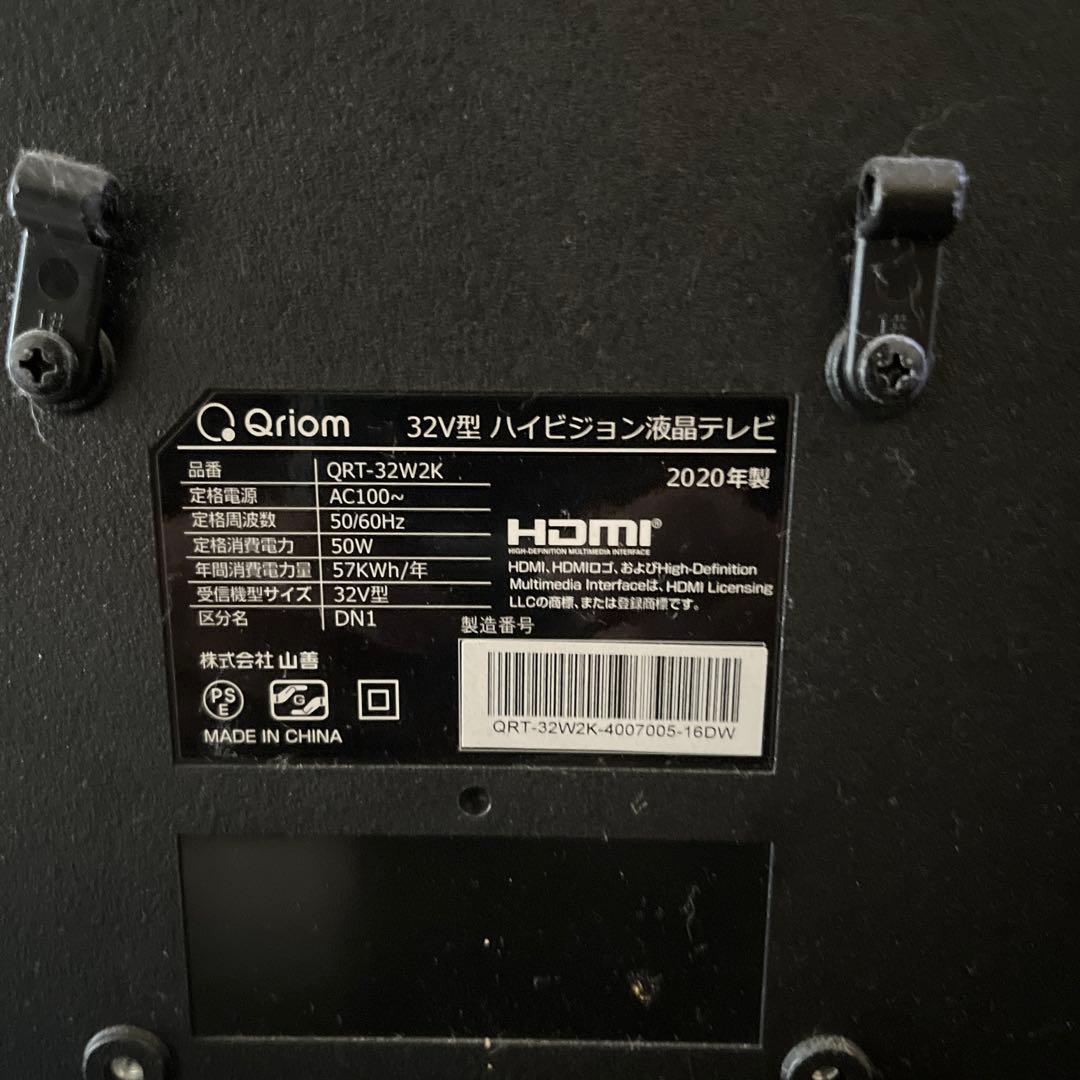 Qriom 32V型 ハイビジョン液晶テレビ
品番 QRT-32W2K
2020年製
定格電源 AC100~
定格周波数 50/60Hz
定格消費電力 50W
年間消費電力量 57KWh/年
受信機型サイズ 32V型
区分名 DN1
HDMI®
HIGH-DEFINITION MULTIMEDIA INTERFACE
HDMI、HDMIロゴ、およびHigh-Definition
Multimedia Interfaceは、HDMI Licensing
LLCの商標、または登録商標です。
製造番号
QRT-32W2K-4007005-16DW
株式会社 山善
PS
E
G
MADE IN CHINA